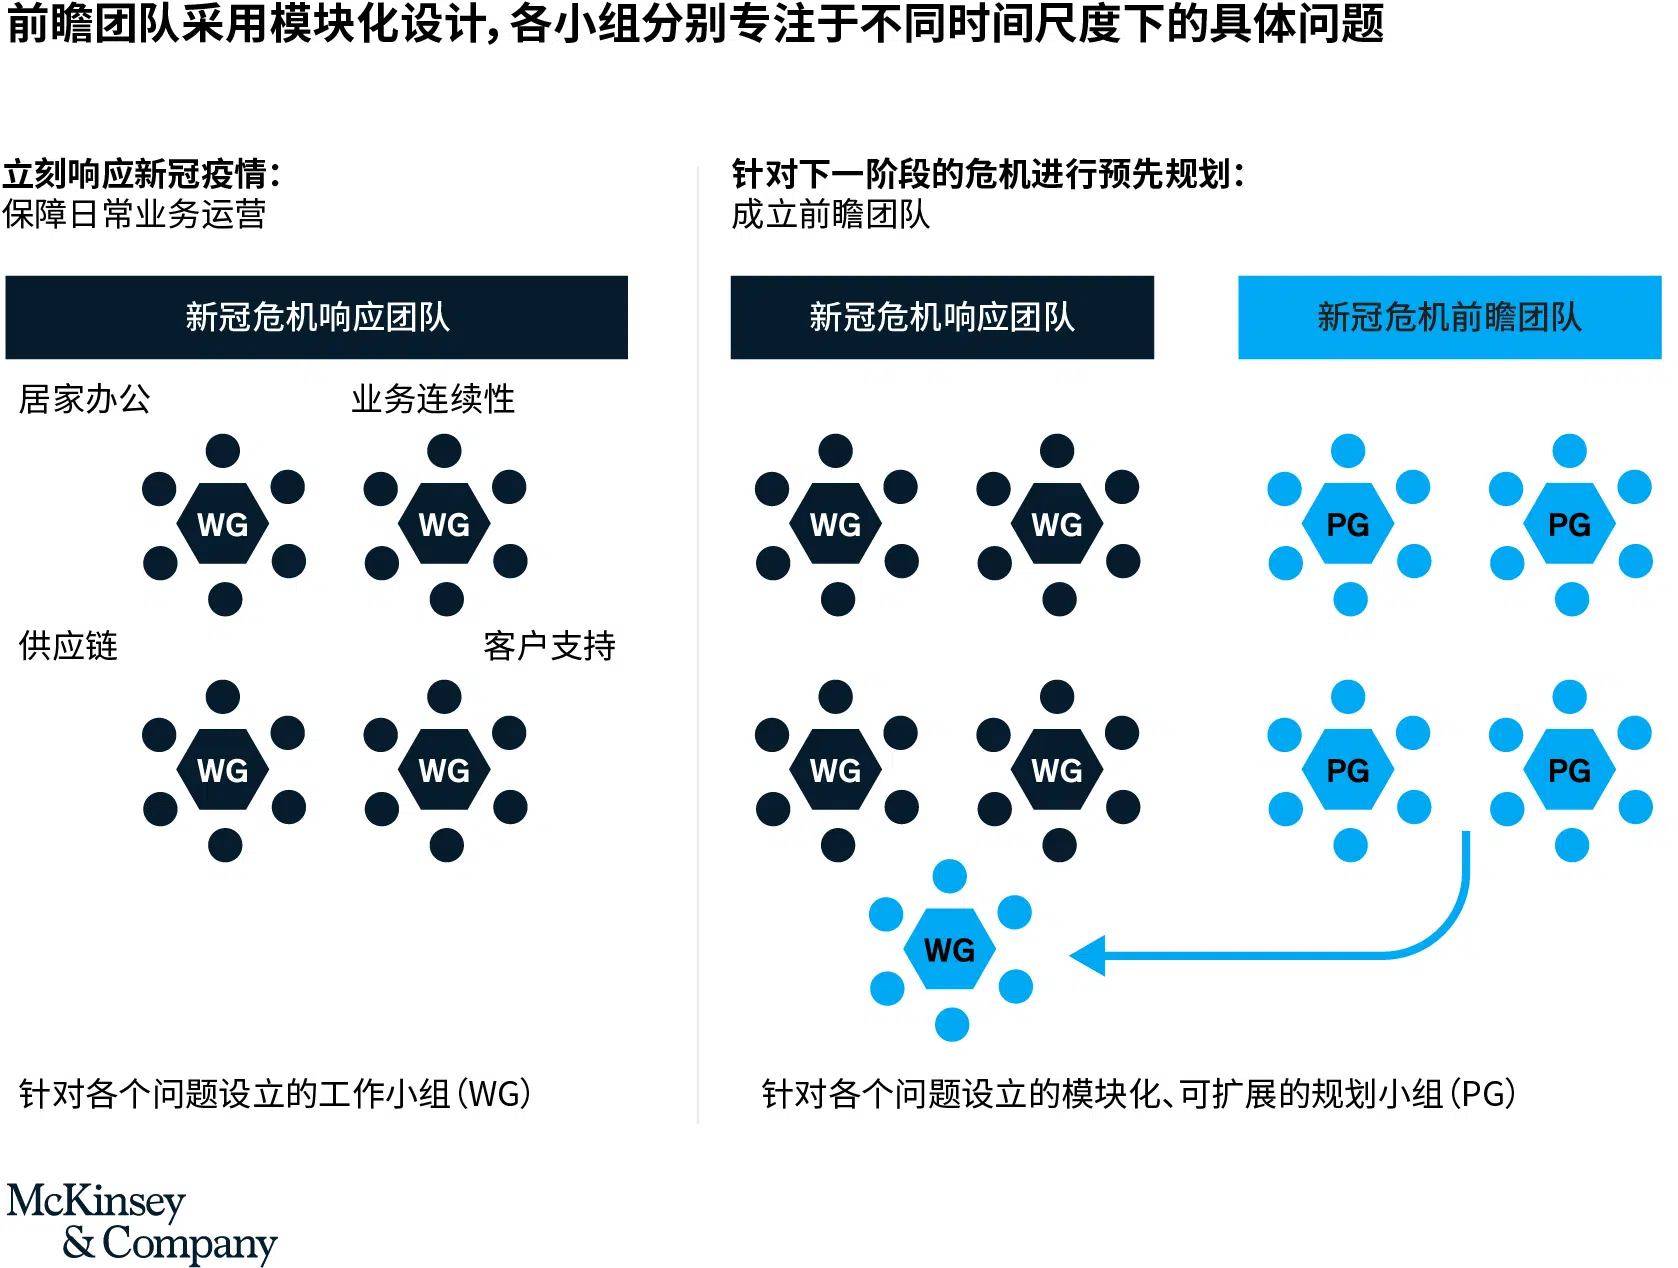 前瞻团队采用模块化设计，各小组分别专注于不同时间尺度下的具体问题
立刻响应新冠疫情：
保障日常业务运营
针对下一阶段的危机进行预先规划：
成立前瞻团队
新冠危机响应团队
新冠危机响应团队
新冠危机前瞻团队
居家办公
业务连续性
WG
WG
WG
WG
PG
PG
供应链
客户支持
WG
WG
WG
WG
PG
PG
WG
针对各个问题设立的工作小组（WG）
针对各个问题设立的模块化、可扩展的规划小组（PG）
McKinsey
& Company